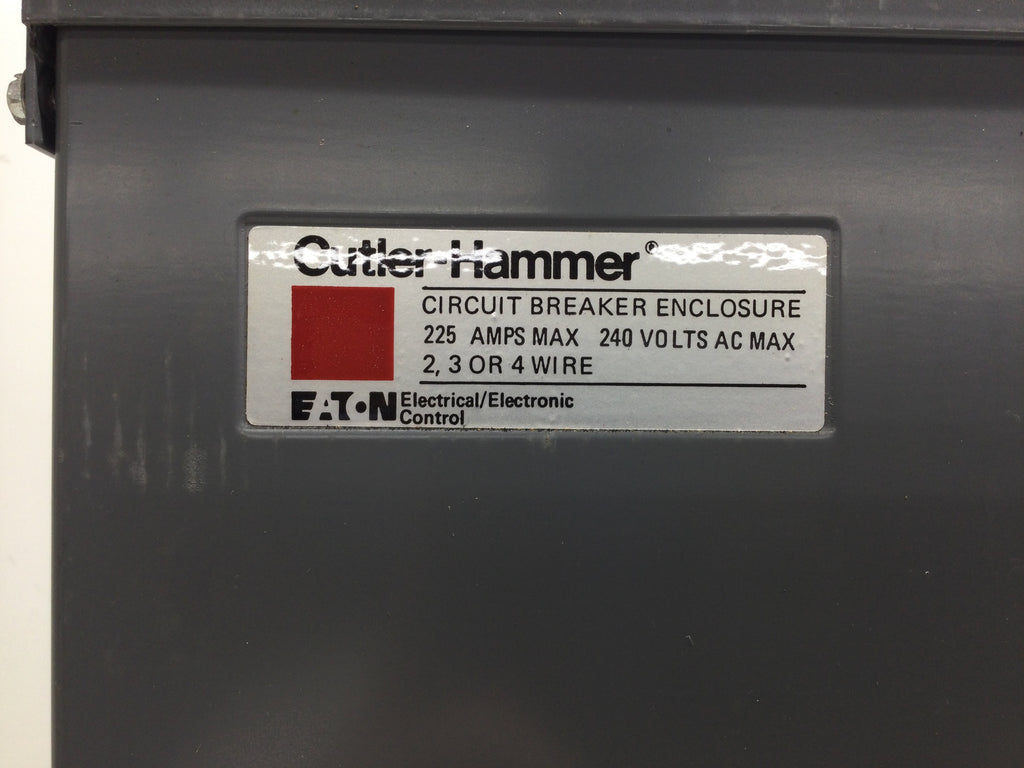 Cutler-Hammer®
CIRCUIT BREAKER ENCLOSURE
225 AMPS MAX 240 VOLTS AC MAX
2, 3 OR 4 WIRE
EATON Electrical/Electronic
Control